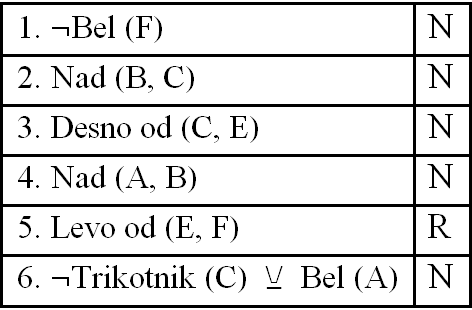 1. ¬Bel (F) N
2. Nad (B, C) N
3. Desno od (C, E) N
4. Nad (A, B) N
5. Levo od (E, F) R
6. ¬Trikotnik (C) ⊻ Bel (A) N